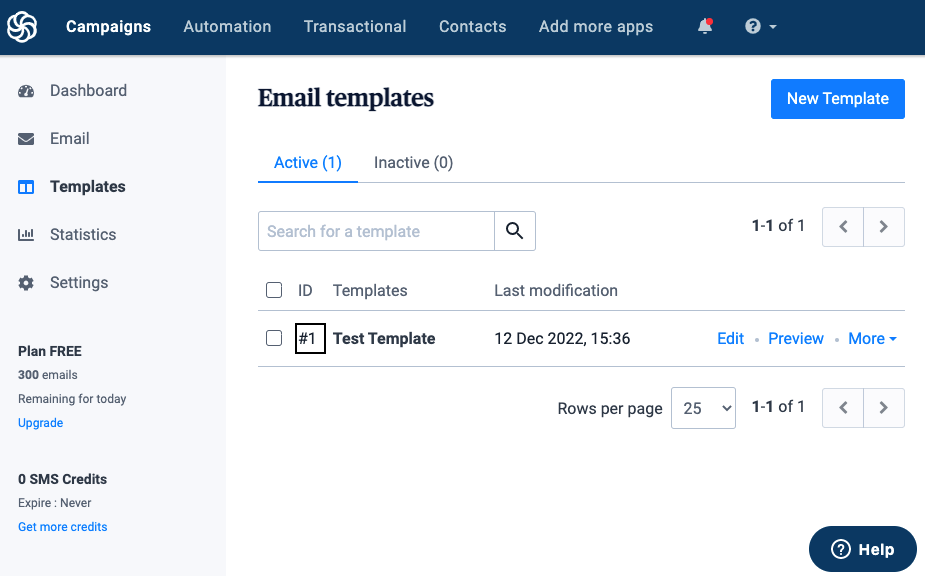 Campaigns Automation Transactional Contacts Add more apps
Dashboard
Email
Templates
Statistics
Settings
Plan FREE
300 emails
Remaining for today
Upgrade
0 SMS Credits
Expire : Never
Get more credits
Email templates
New Template
Active (1) Inactive (0)
Search for a template
1-1 of 1
ID Templates Last modification
#1 Test Template 12 Dec 2022, 15:36 Edit Preview More
Rows per page 25 1-1 of 1
Help